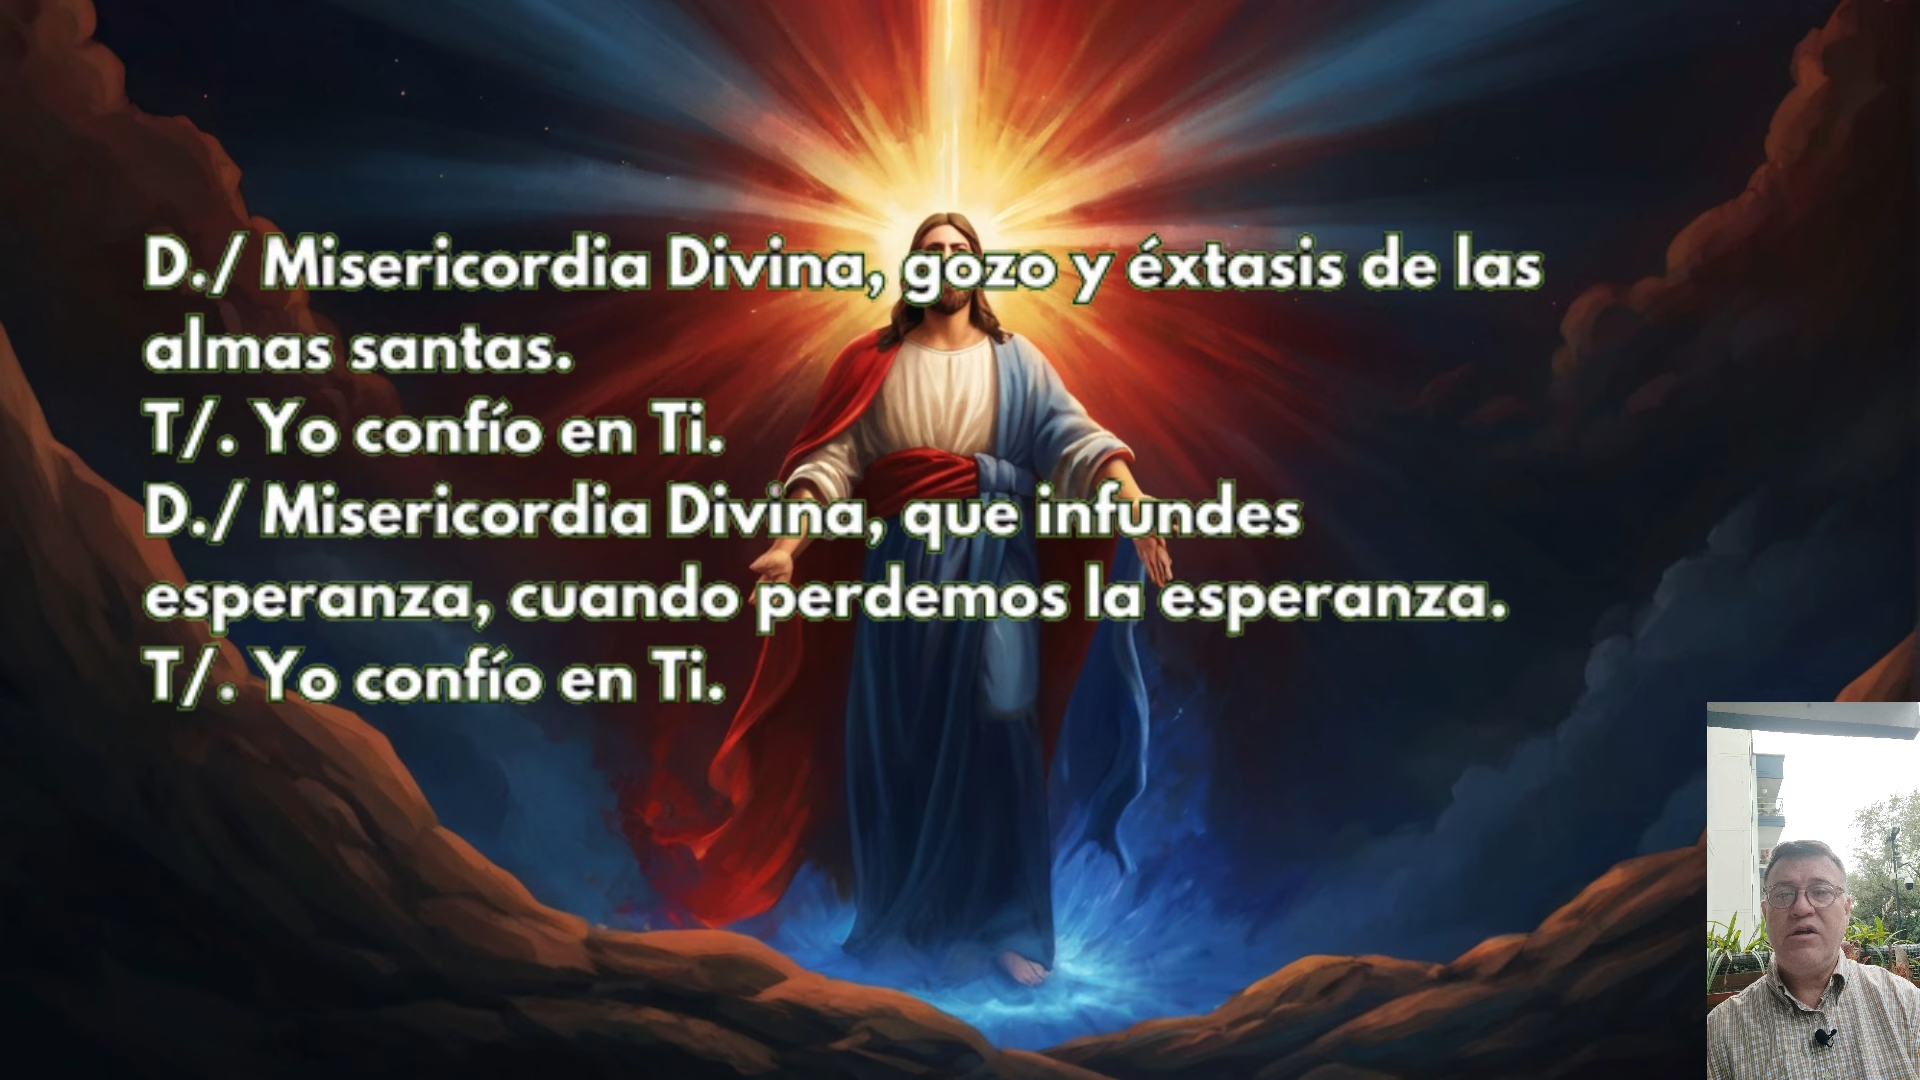 D./ Misericordia Divina, gozo y éxtasis de las
almas santas.
T/. Yo confío en Ti.
D./ Misericordia Divina, que infundes
esperanza, cuando perdemos la esperanza.
T/. Yo confío en Ti.